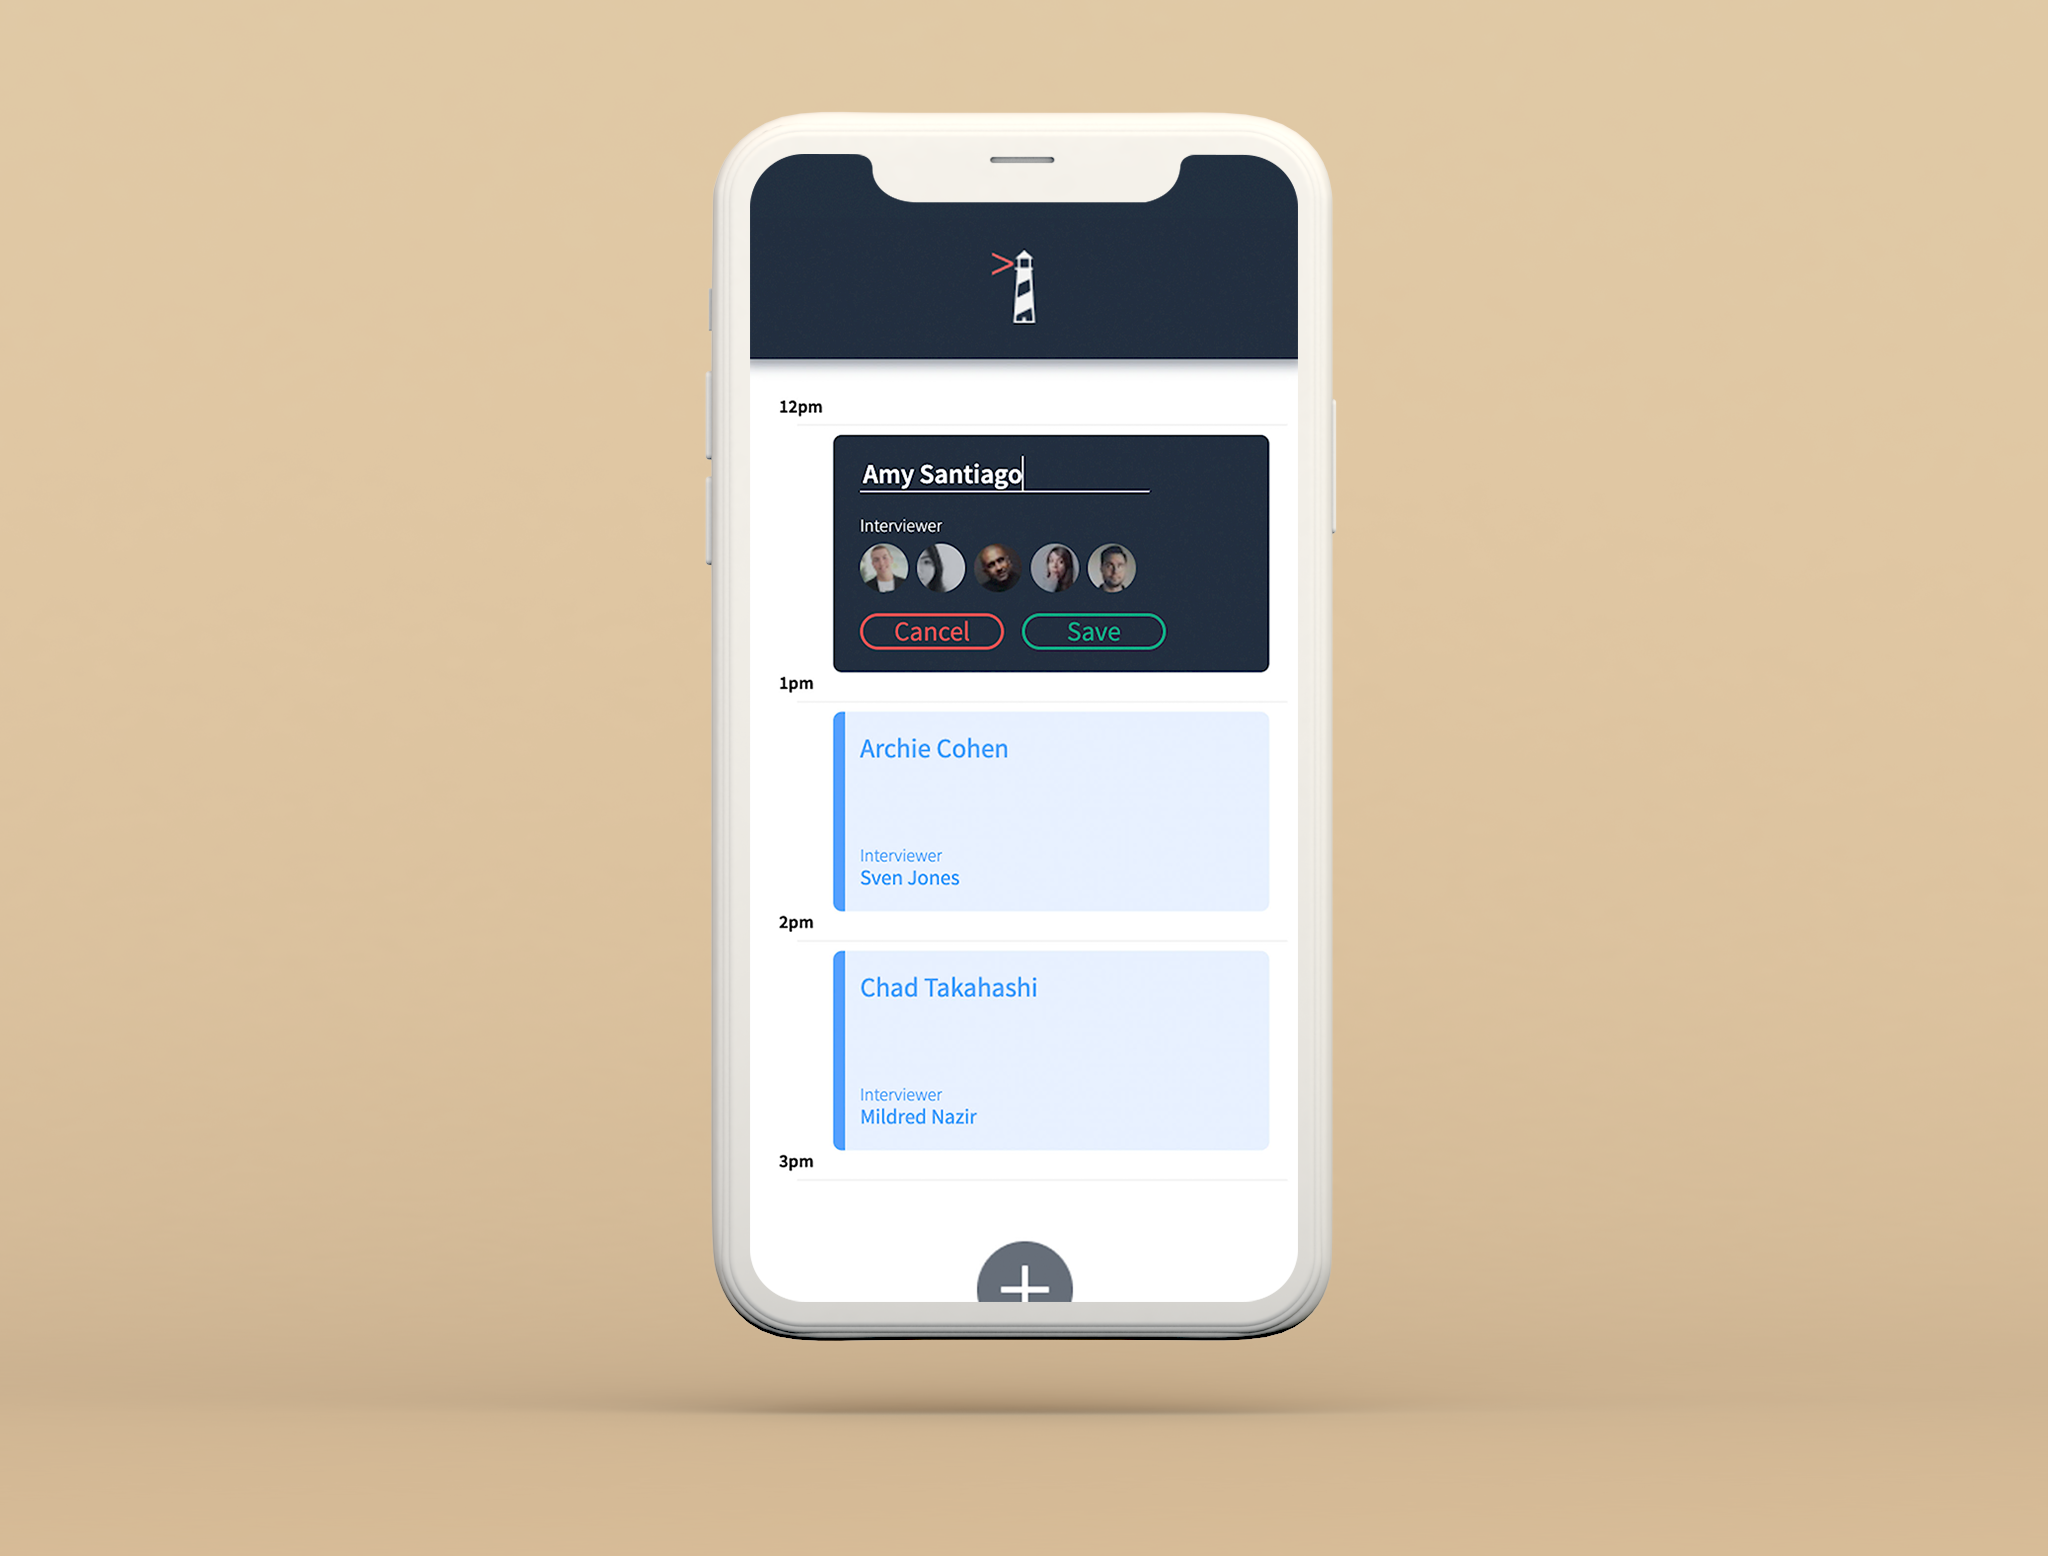 >
12pm
Amy Santiago
Interviewer
Cancel Save
1pm
Archie Cohen
Interviewer
Sven Jones
2pm
Chad Takahashi
Interviewer
Mildred Nazir
3pm
+